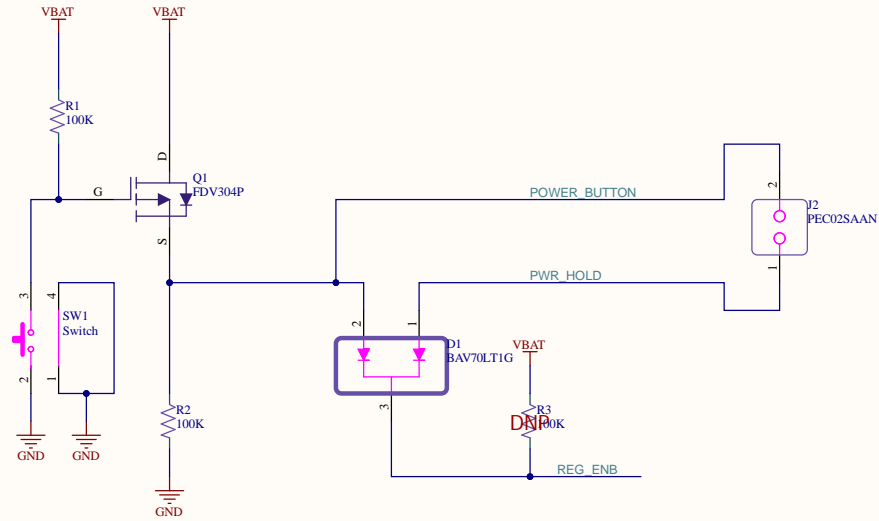 VBAT
VBAT
R1
100K
D
Q1
FDV304P
G
S
POWER_BUTTON
2
J2
PEC02SAAN
1
PWR_HOLD
3
4
SW1
Switch
2
1
GND
GND
2
1
D1
BAV70LT1G
3
VBAT
R2
100K
R3
100K
DNP
REG_ENB
GND